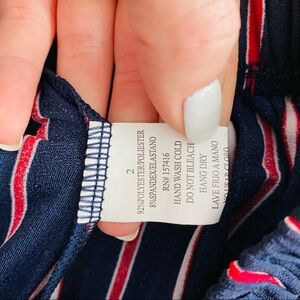 2
92%POLYESTER/POLIESTER
8%SPANDEX/ELASTANO
RN# 157416
HAND WASH COLD
DO NOT BLEACH
HANG DRY
LAVE FRIO A MANO